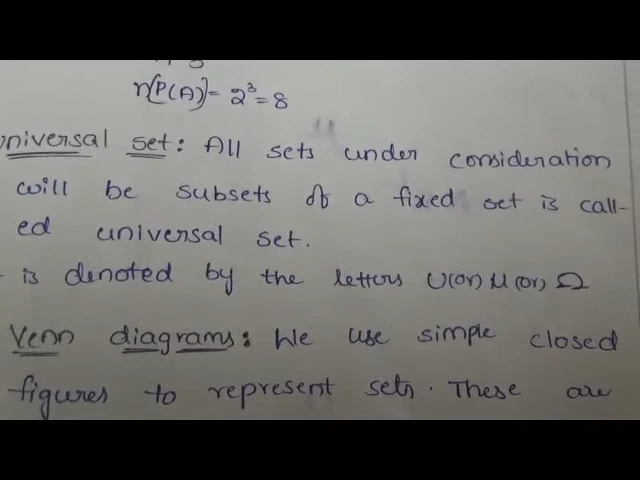 n[P(A)] = 2³ = 8
universal set: All sets under consideration
will be subsets of a fixed set is call-
ed universal set.
is denoted by the letters U (or) μ (or) Ω
Venn diagrams: We use simple closed
figures to represent sets. These are